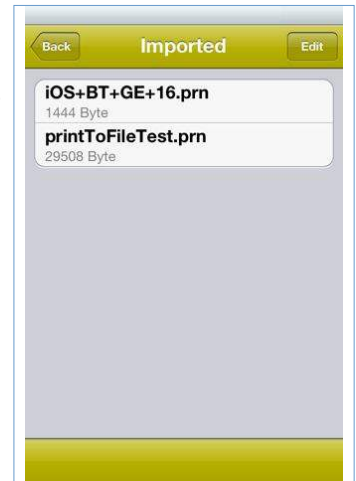 Back
Imported
Edit
iOS+BT+GE+16.prn
1444 Byte
printToFileTest.prn
29508 Byte